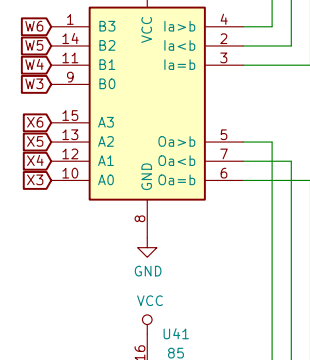 W6 1 B3 VCC Ia>b 4
W5 14 B2 Ia<b 2
W4 11 B1 Ia=b 3
W3 9 B0
X6 15 A3
X5 13 A2 Oa>b 5
X4 12 A1 GND Oa<b 7
X3 10 A0 Oa=b 6
8
GND
VCC
U41
16 85